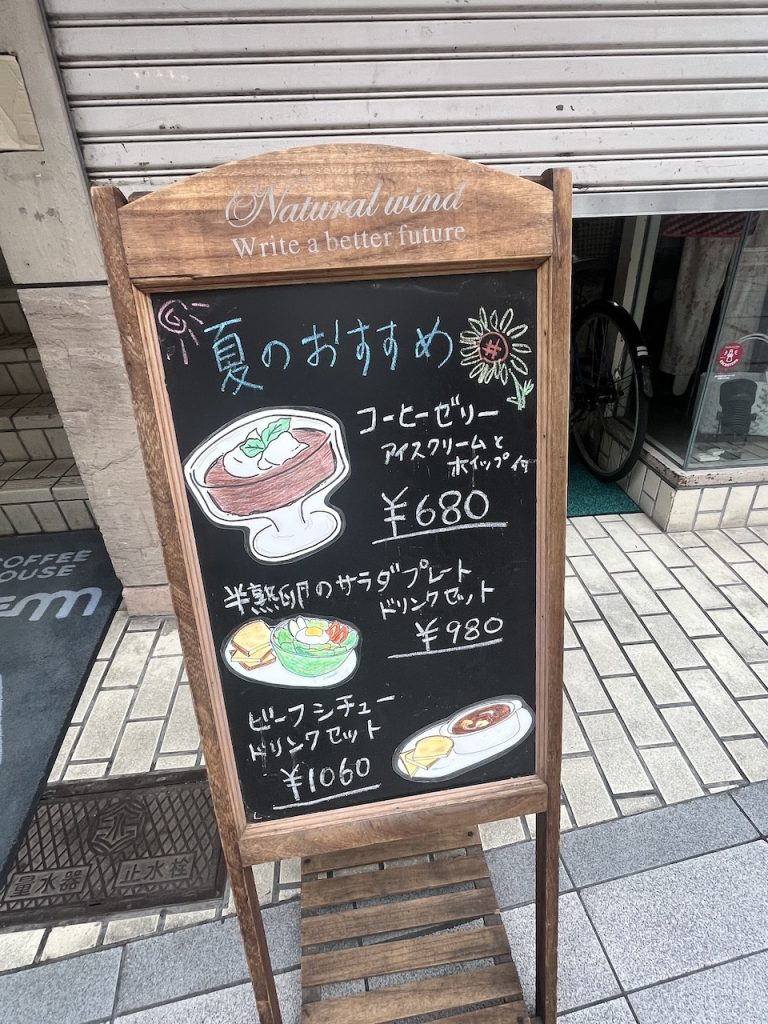 Natural wind
Write a better future
夏のおすすめ
コーヒーゼリー
アイスクリームと
ホイップ付
¥680
半熟卵のサラダプレート
ドリンクセット
¥980
ビーフシチュー
ドリンクセット
¥1060
COFFEE
HOUSE
量水器
止水栓